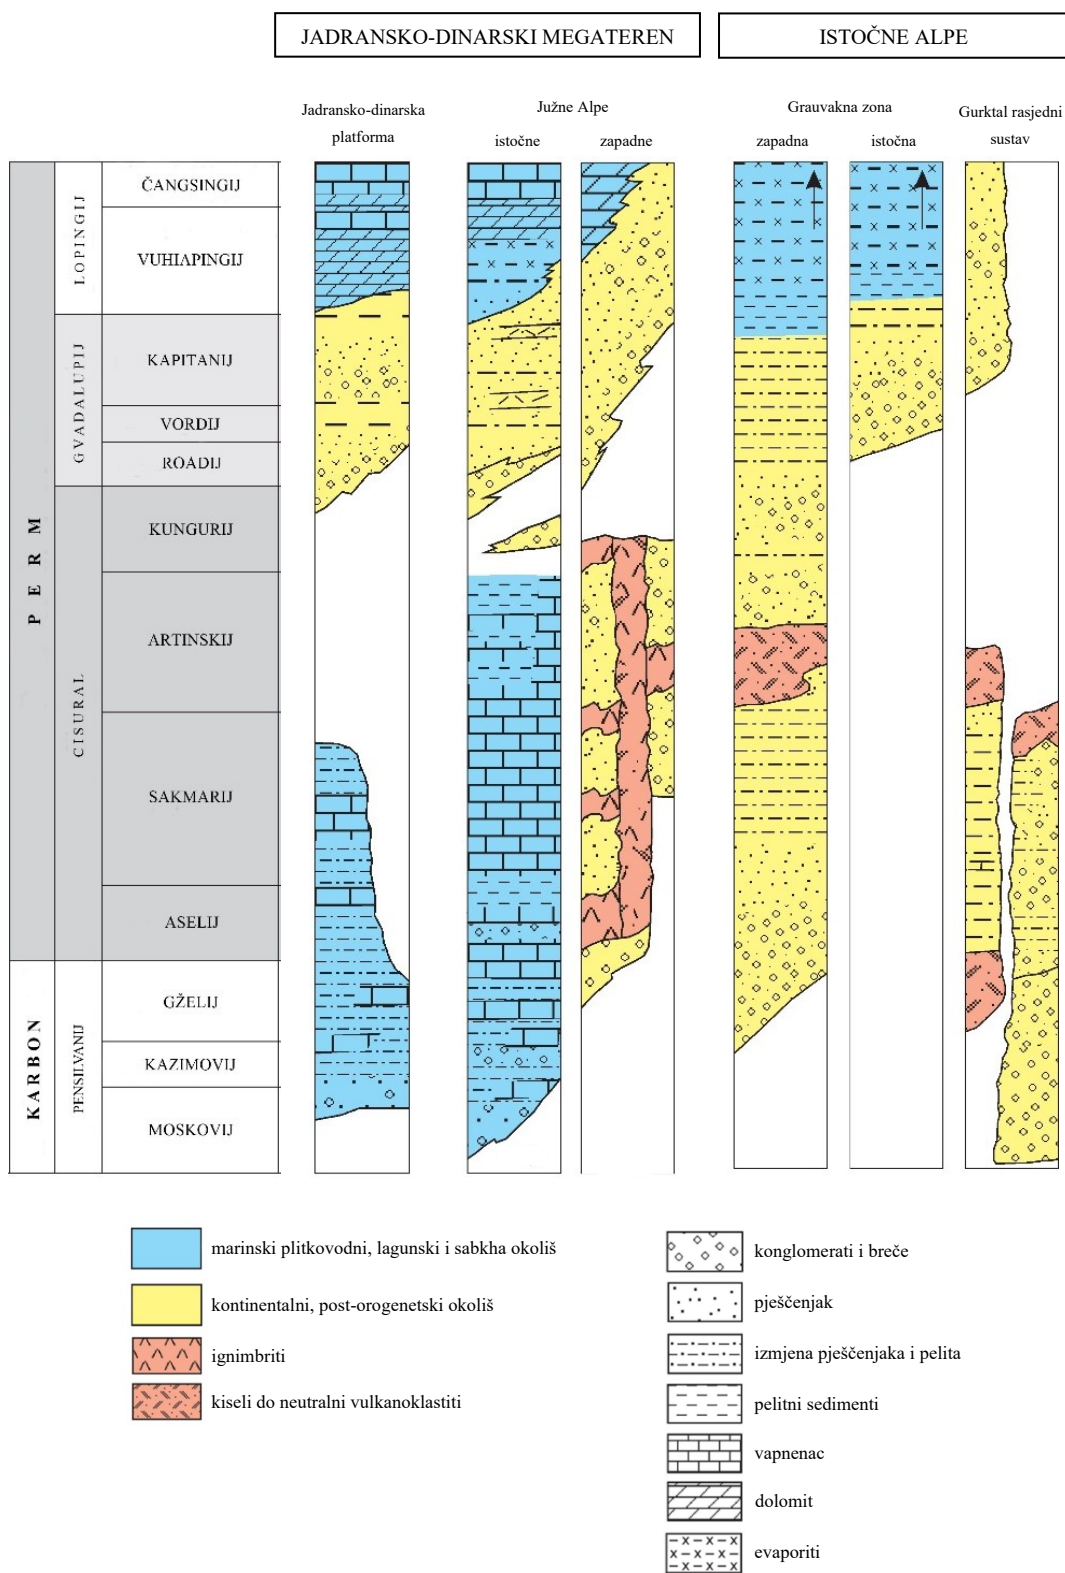 JADRANSKO-DINARSKI MEGATEREN
ISTOČNE ALPE
Jadransko-dinarska
platforma
Južne Alpe
istočne
zapadne
Grauvakna zona
zapadna
istočna
Gurktal rasjedni
sustav
PERM
LOPINGIJ
ČANGSINGIJ
VUHIAPINGIJ
GVADALUPIJ
KAPITANIJ
VORDIJ
ROADIJ
CISURAL
KUNGURIJ
ARTINSKIJ
SAKMARIJ
ASELIJ
KARBON
PENSILVANIJ
GŽELIJ
KAZIMOVIJ
MOSKOVIJ
marinski plitkovodni, lagunski i sabkha okoliš
kontinentalni, post-orogenetski okoliš
ignimbriti
kiseli do neutralni vulkanoklastiti
konglomerati i breče
pješčenjak
izmjena pješčenjaka i pelita
pelitni sedimenti
vapnenac
dolomit
evaporiti